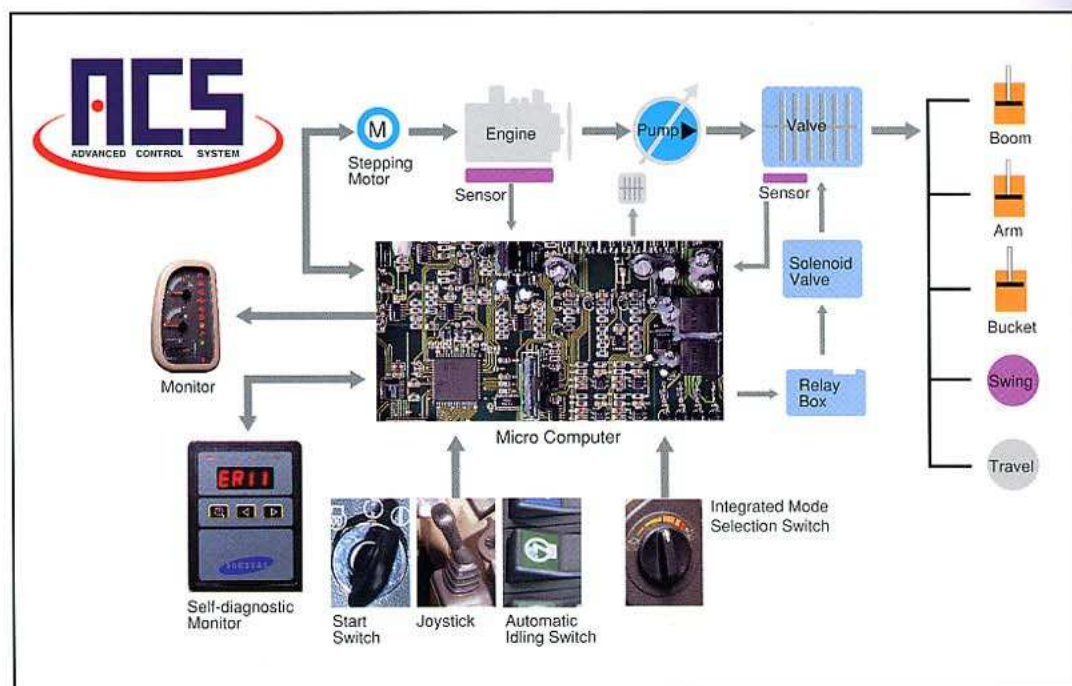 ACS
ADVANCED CONTROL SYSTEM
M
Stepping
Motor
Engine
Sensor
Pump
Valve
Sensor
Solenoid
Valve
Relay
Box
Boom
Arm
Bucket
Swing
Travel
Monitor
Micro Computer
ER11
SAMSUNG
Self-diagnostic
Monitor
Start
Switch
Joystick
Automatic
Idling Switch
Integrated Mode
Selection Switch